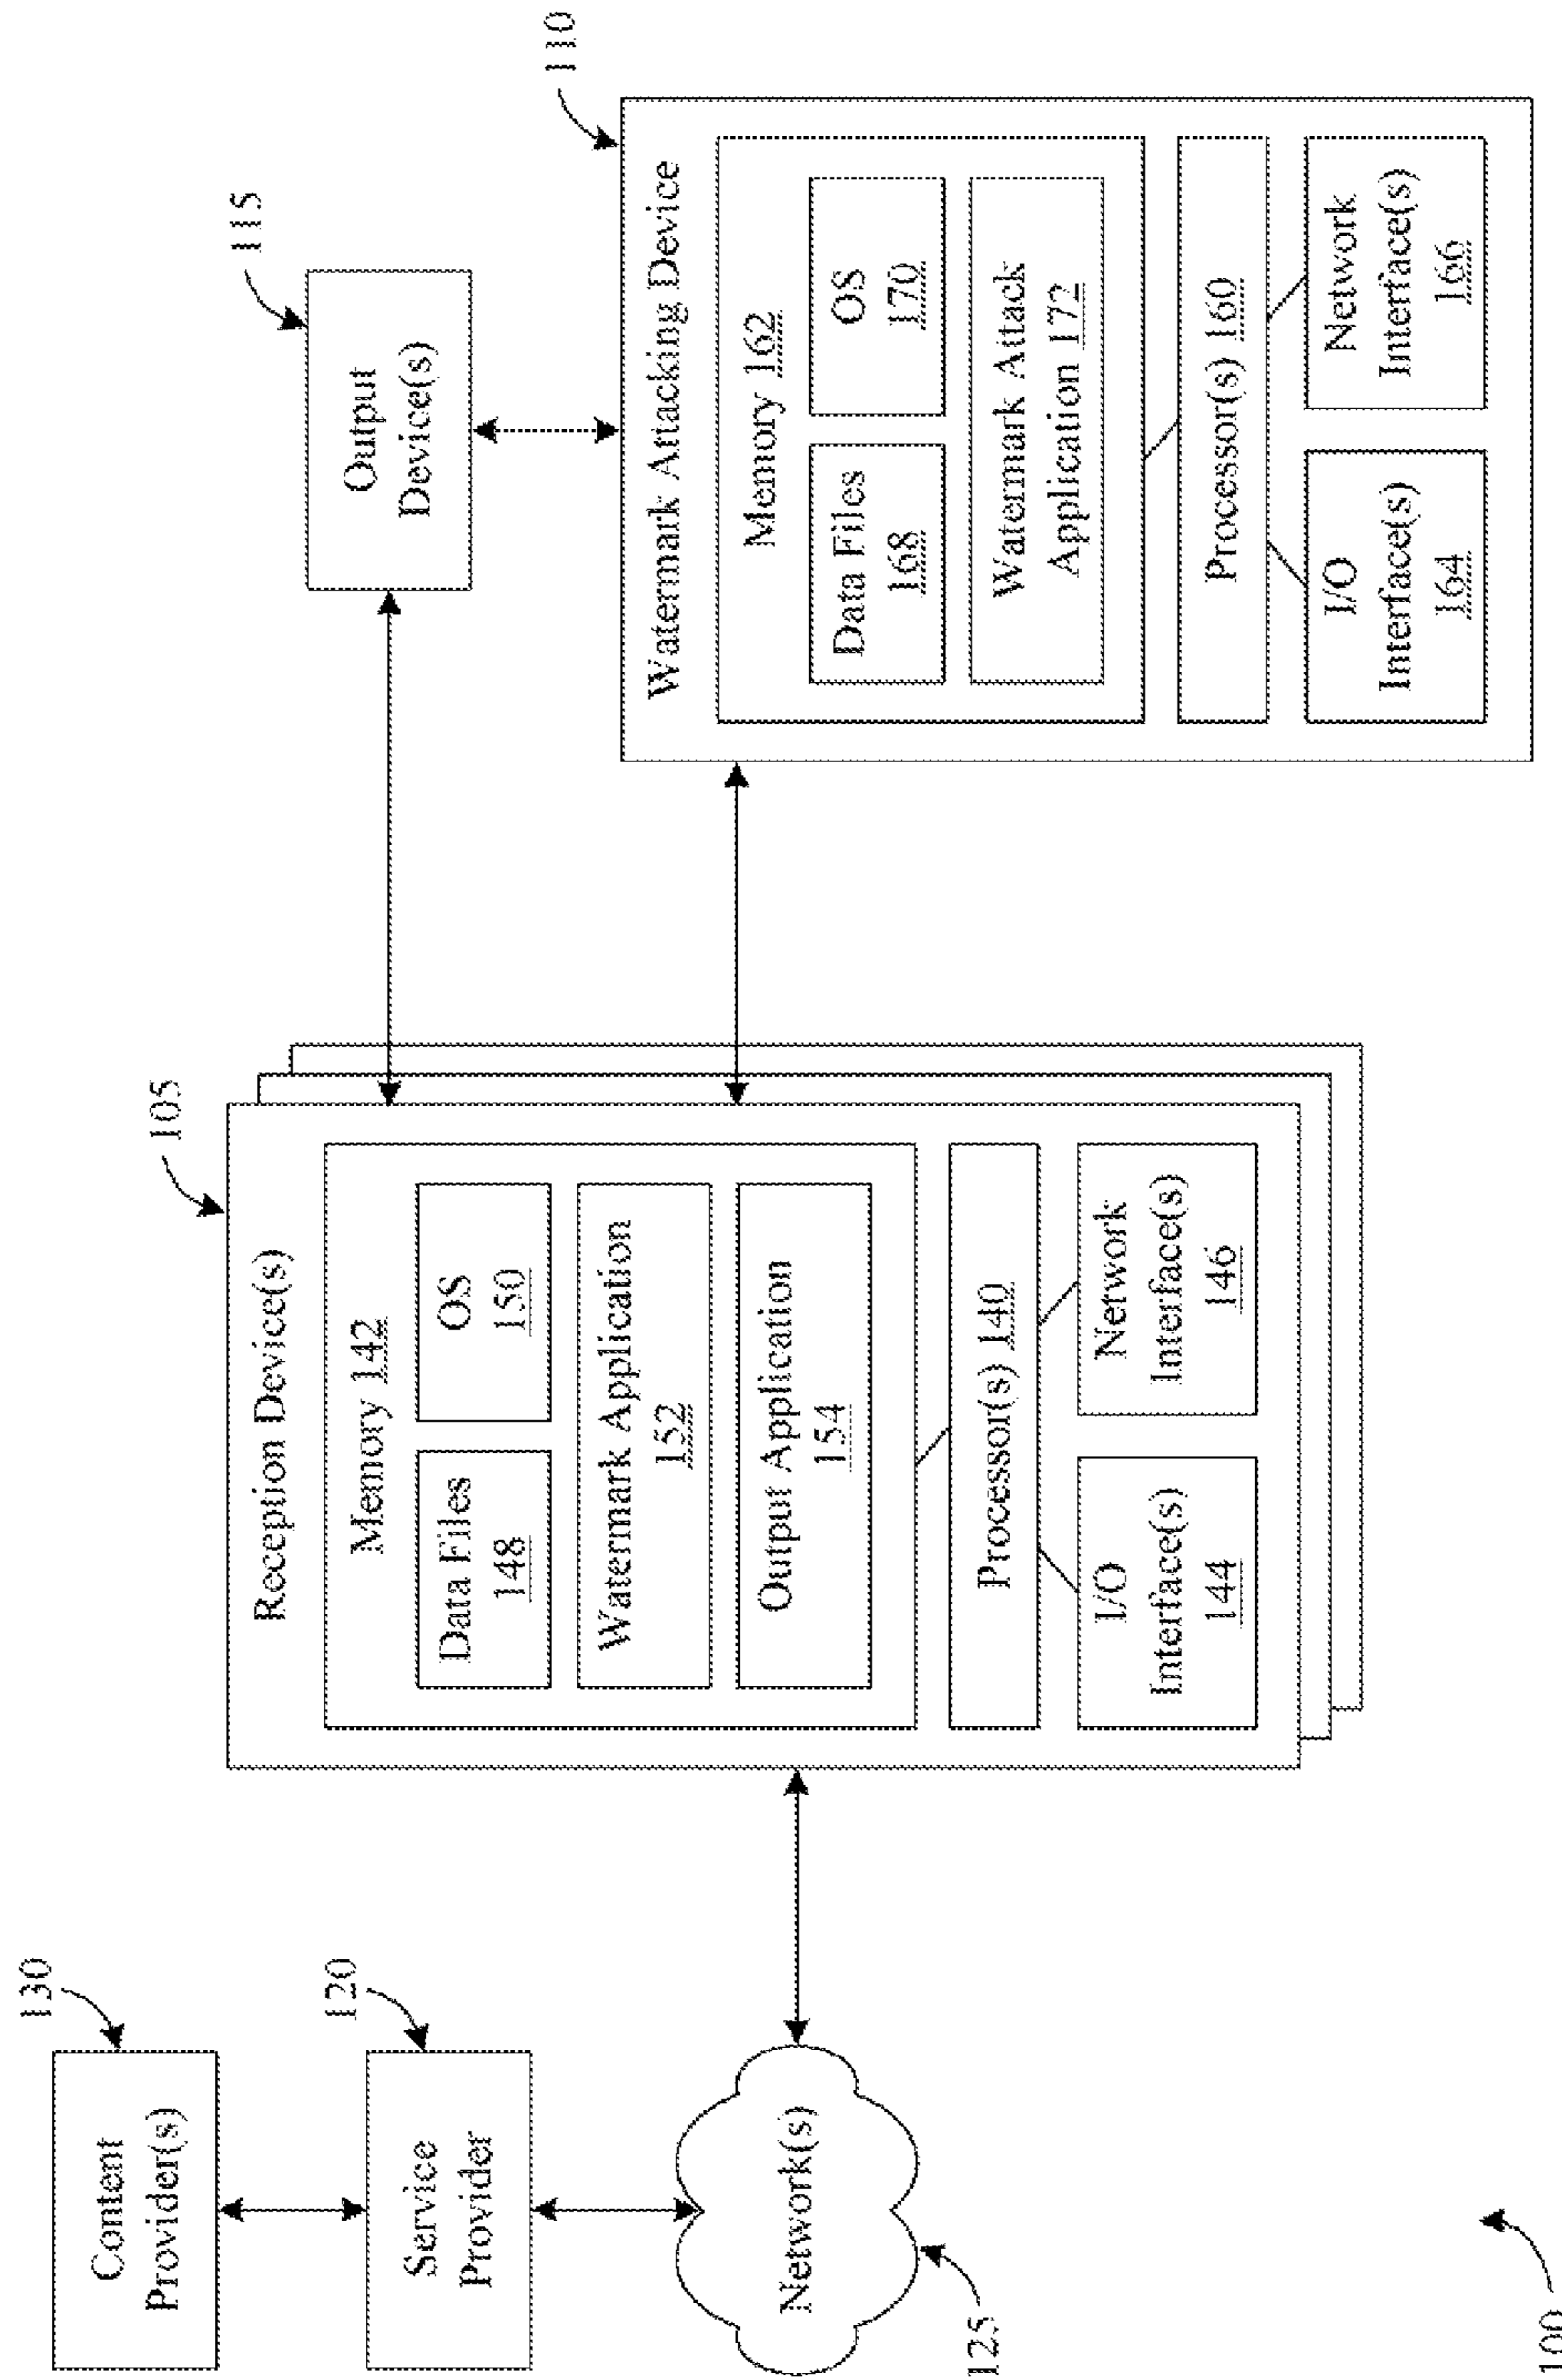 130
Content
Provider(s)
120
Service
Provider
Network(s)
125
100
105
Reception Device(s)
Memory 142
Data Files
148
OS
150
Watermark Application
152
Output Application
154
Processor(s) 140
I/O
Interface(s)
144
Network
Interface(s)
146
115
Output
Device(s)
110
Watermark Attacking Device
Memory 162
Data Files
168
OS
170
Watermark Attack
Application 172
Processor(s) 160
I/O
Interface(s)
164
Network
Interface(s)
166